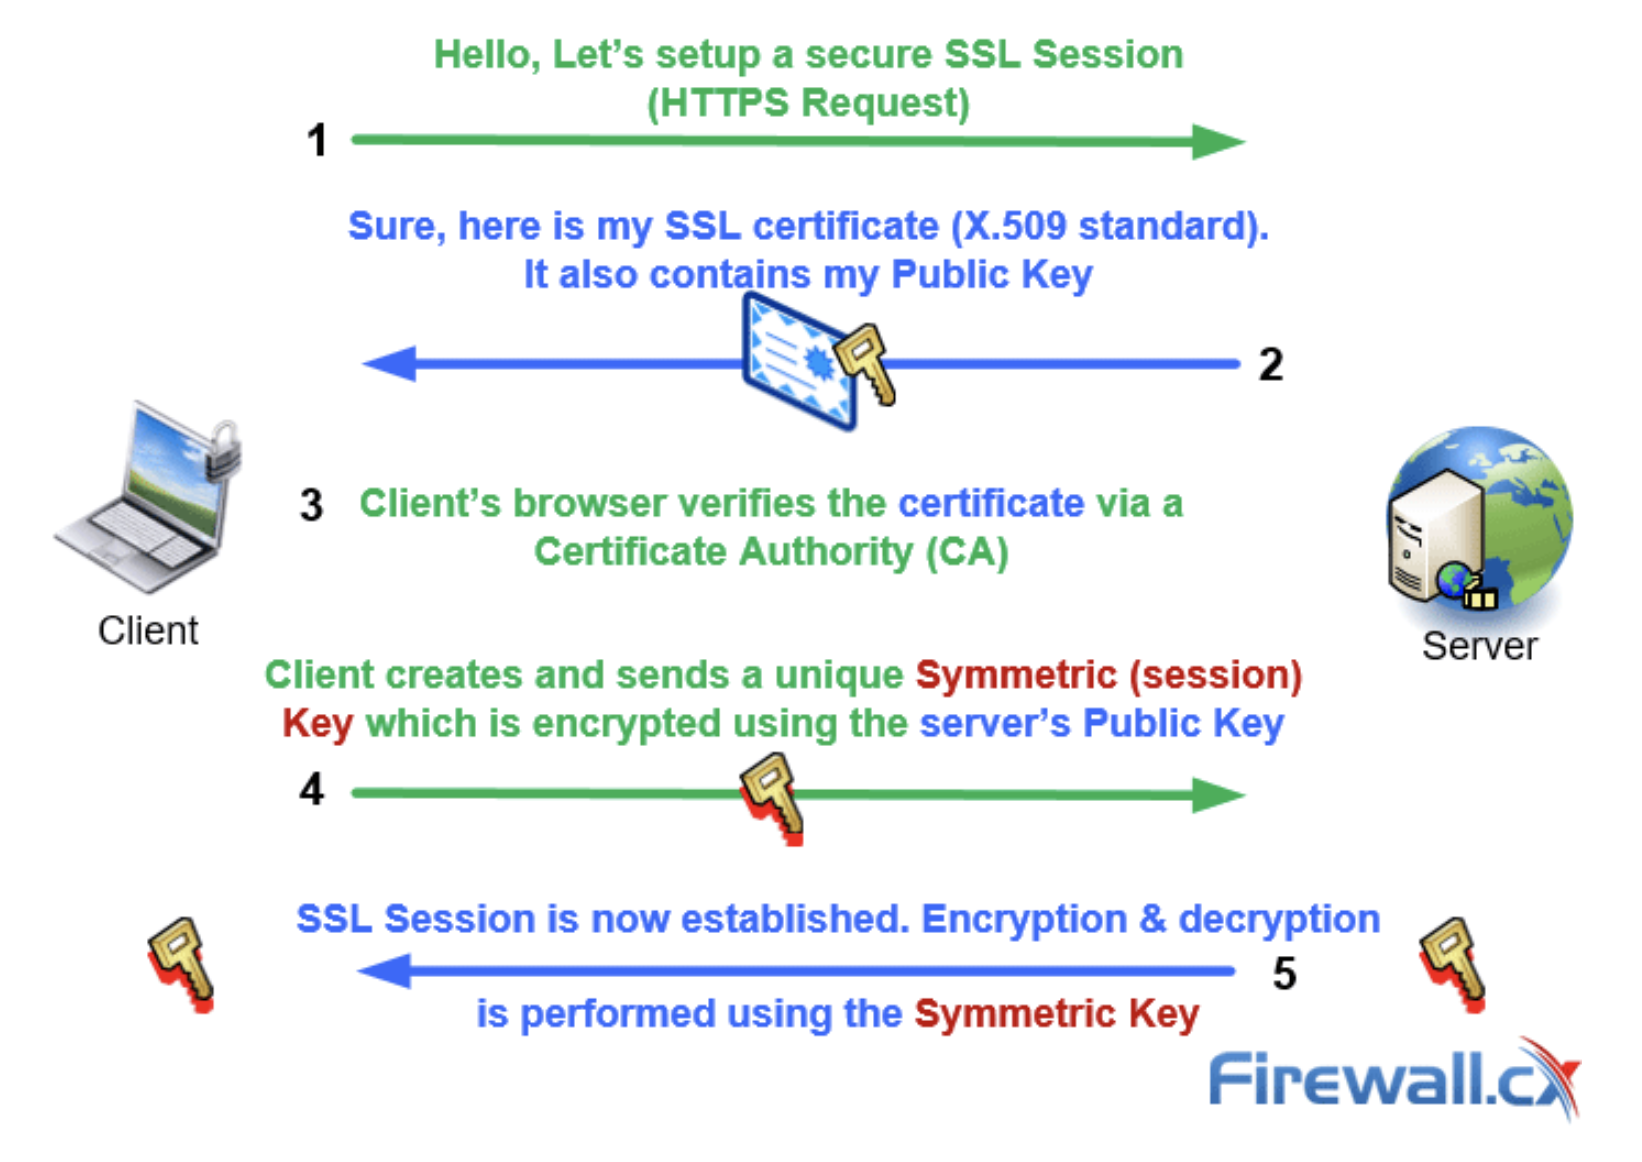 Hello, Let's setup a secure SSL Session
(HTTPS Request)
1
Sure, here is my SSL certificate (X.509 standard).
It also contains my Public Key
2
3 Client's browser verifies the certificate via a
Certificate Authority (CA)
Client
Server
Client creates and sends a unique Symmetric (session)
Key which is encrypted using the server's Public Key
4
SSL Session is now established. Encryption & decryption
5
is performed using the Symmetric Key
Firewall.cx